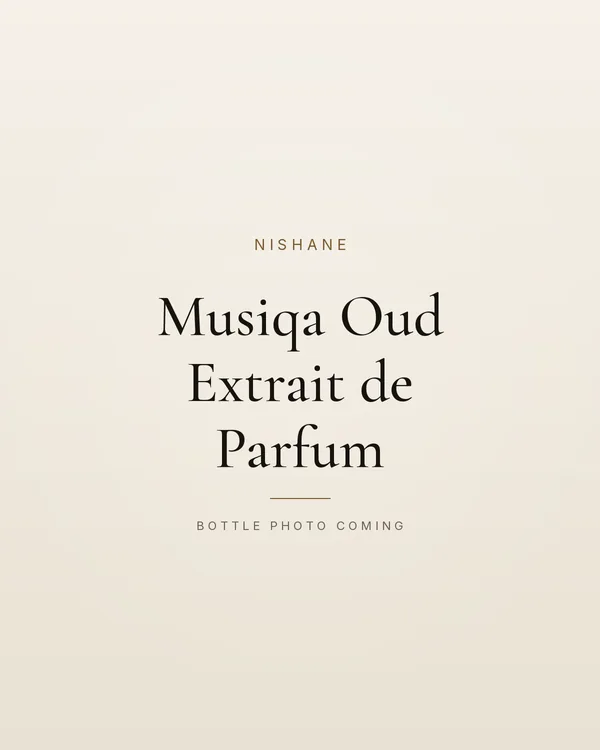 NISHANE
Musiqa Oud
Extrait de
Parfum
BOTTLE PHOTO COMING